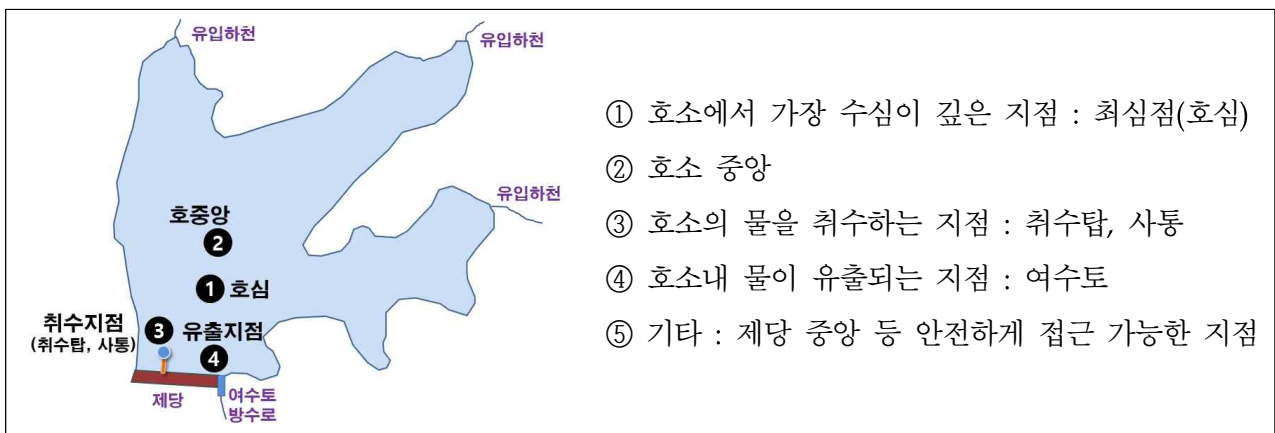 유입하천
유입하천
유입하천
호중앙
②
① 호심
취수지점
(취수탑, 사통)
③ 유출지점
④
제당
여수토
방수로
① 호소에서 가장 수심이 깊은 지점 : 최심점(호심)
② 호소 중앙
③ 호소의 물을 취수하는 지점 : 취수탑, 사통
④ 호소내 물이 유출되는 지점 : 여수토
⑤ 기타 : 제당 중앙 등 안전하게 접근 가능한 지점